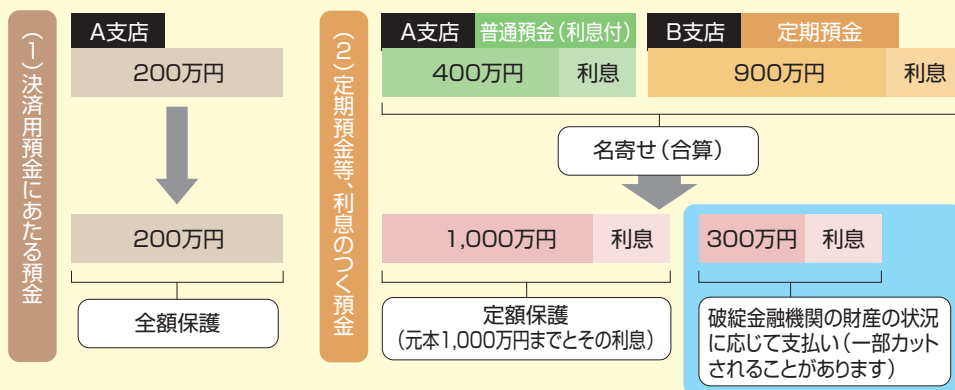 (1)決済用預金にあたる預金
A支店
200万円
200万円
全額保護
(2)定期預金等、利息のつく預金
A支店 普通預金(利息付)
400万円 利息
B支店 定期預金
900万円 利息
名寄せ(合算)
1,000万円 利息
300万円 利息
定額保護
(元本1,000万円までとその利息)
破綻金融機関の財産の状況
に応じて支払い(一部カット
されることがあります)